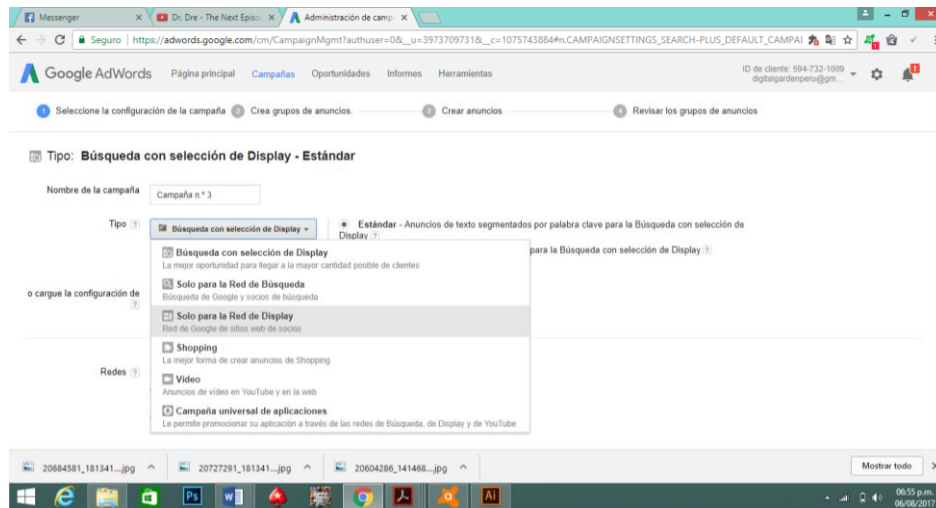 Messenger
Dr. Dre - The Next Episo
Administración de camp
Seguro | https://adwords.google.com/cm/CampaignMgmt?authuser=0&__u=3973709731&__c=1075743884#n.CAMPAIGNSETTINGS_SEARCH-PLUS_DEFAULT_CAMPAI
Google AdWords Página principal Campañas Oportunidades Informes Herramientas
ID de cliente: 594-732-1009
digitalgardenperu@gm...
1 Seleccione la configuración de la campaña 2 Crea grupos de anuncios. 3 Crear anuncios 4 Revisar los grupos de anuncios
Tipo: Búsqueda con selección de Display - Estándar
Nombre de la campaña Campaña n.º 3
Tipo ? Búsqueda con selección de Display
Estándar - Anuncios de texto segmentados por palabra clave para la Búsqueda con selección de
Display ?
para la Búsqueda con selección de Display ?
Búsqueda con selección de Display
La mejor oportunidad para llegar a la mayor cantidad posible de clientes
Solo para la Red de Búsqueda
Búsqueda de Google y socios de búsqueda
o cargue la configuración de
?
Solo para la Red de Display
Red de Google de sitios web de socios
Shopping
La mejor forma de crear anuncios de Shopping
Redes ?
Video
Anuncios de video en YouTube y en la web
Campaña universal de aplicaciones
Le permite promocionar su aplicación a través de las redes de Búsqueda, de Display y de YouTube.
20684581_181341....jpg
20727291_181341....jpg
20604286_141468....jpg
Mostrar todo
Ps
Ai
06:55 p.m.
06/08/2017